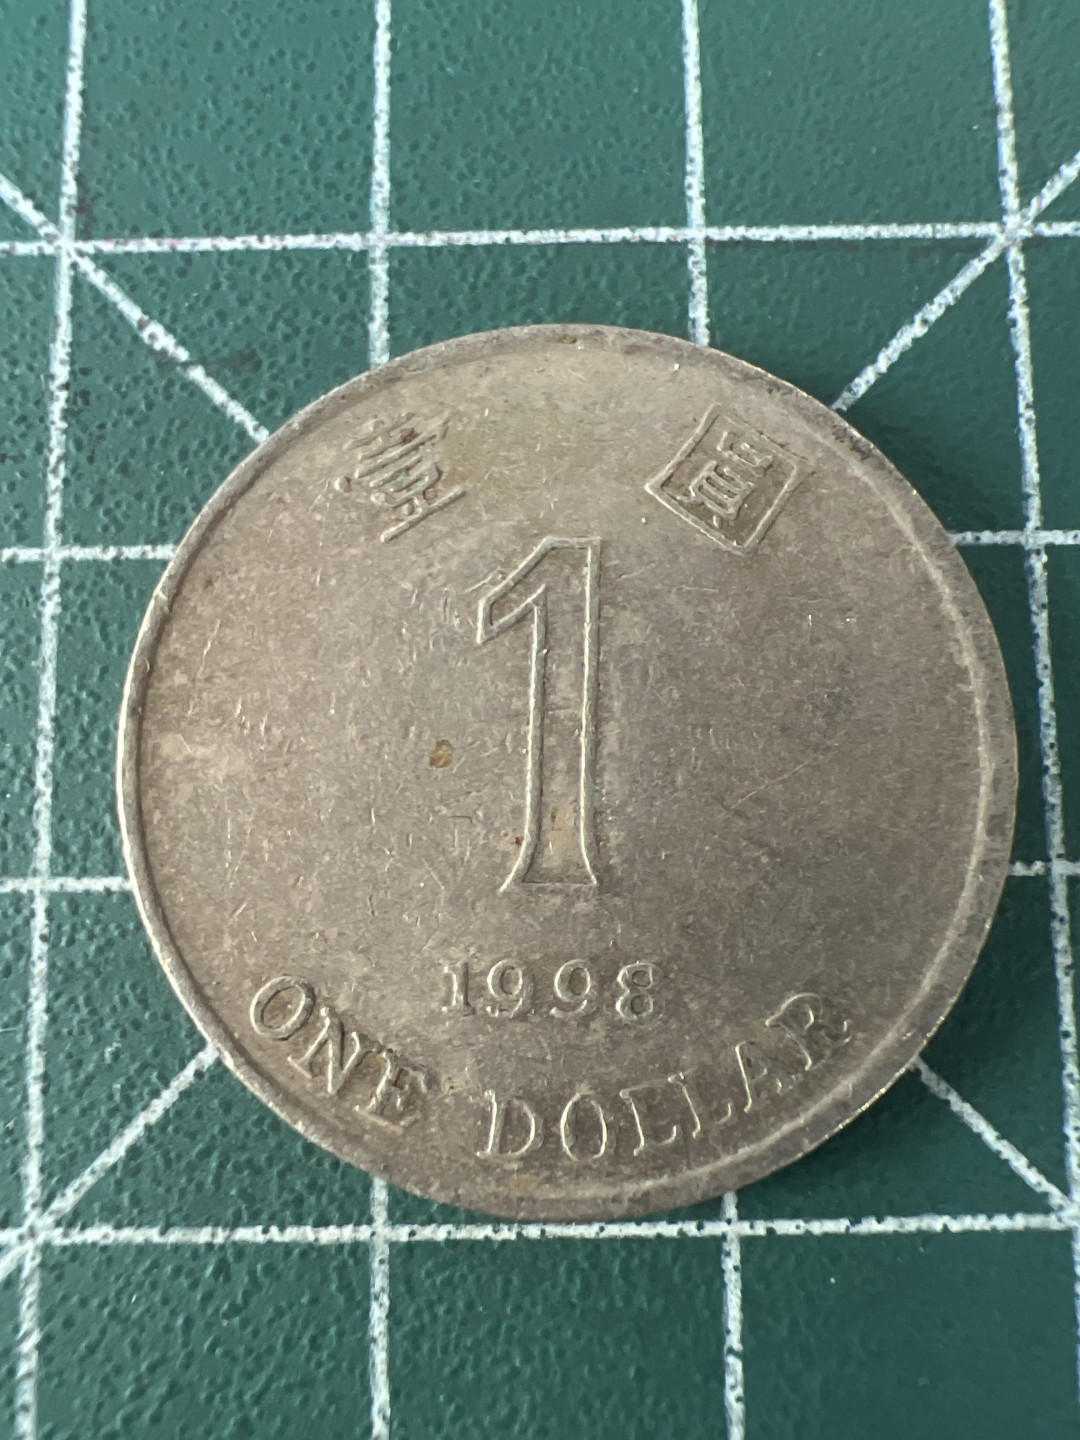 壹 圓
1
1998
ONE DOLLAR